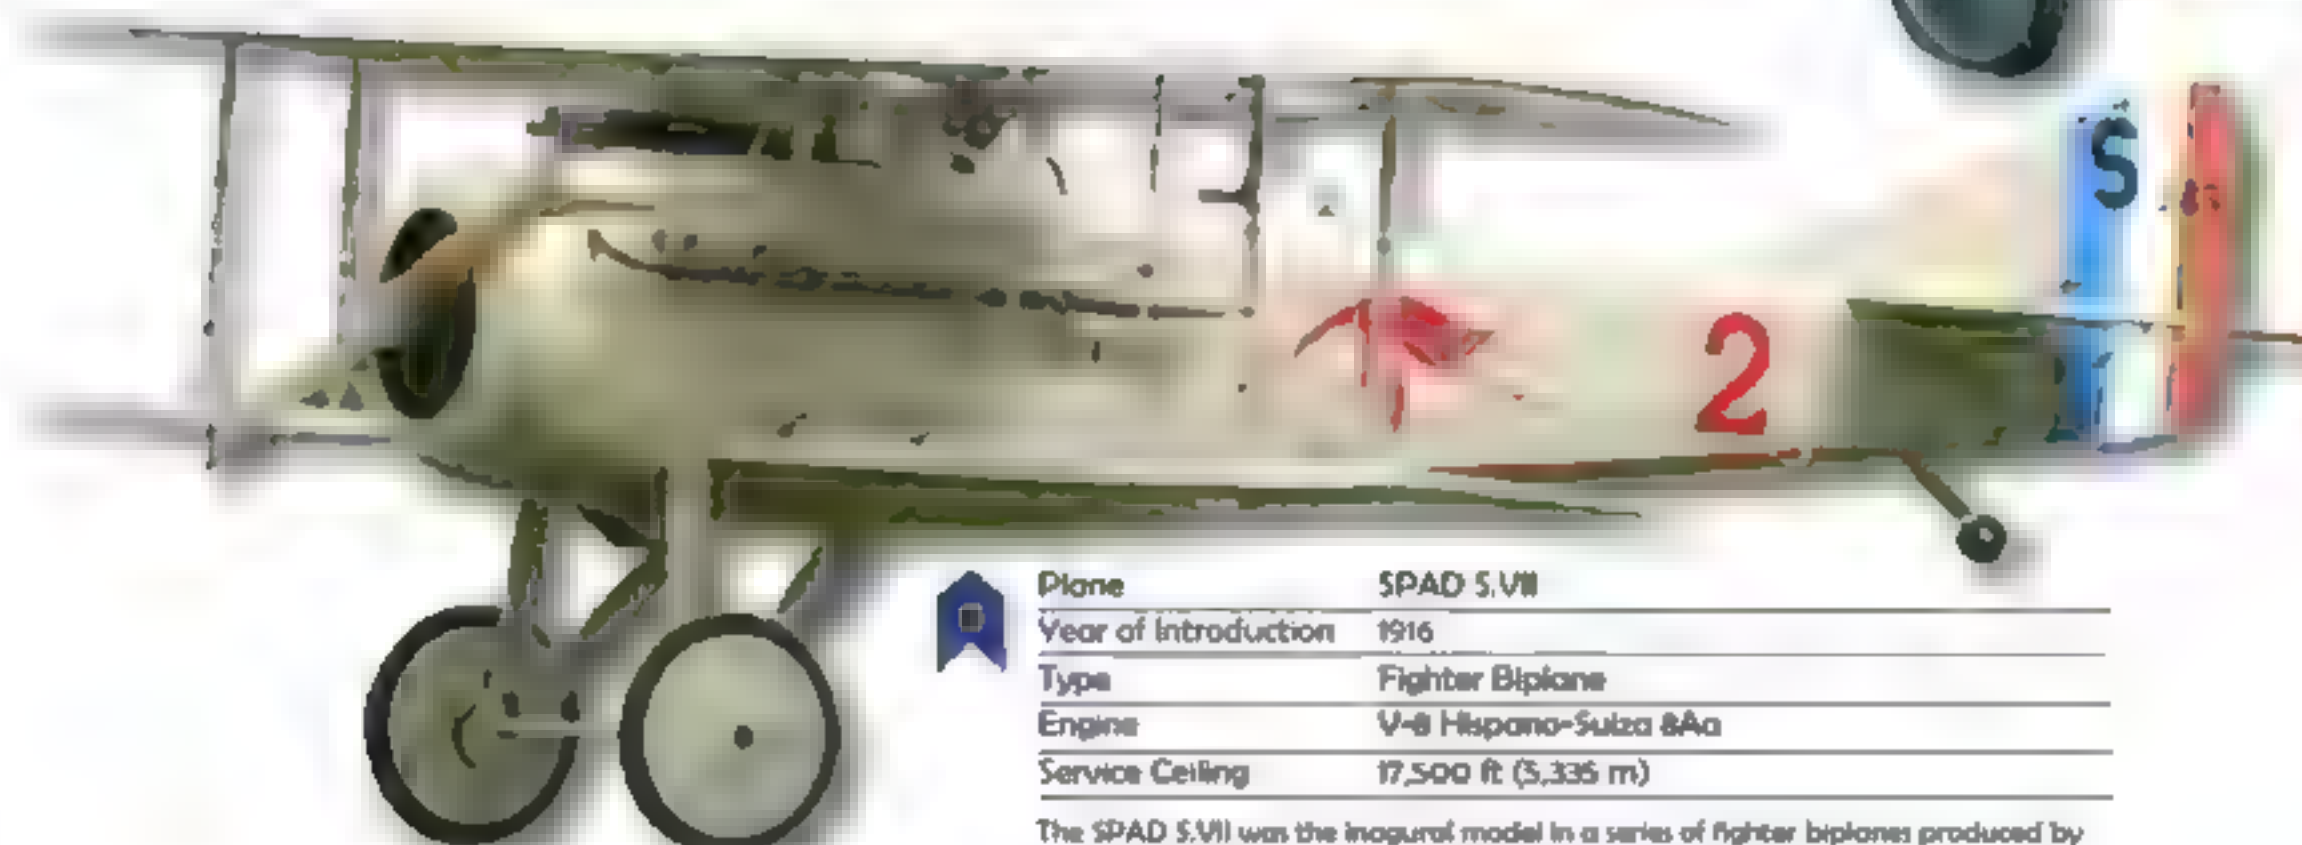 S
2
Plane SPAD S.VII
Year of Introduction 1916
Type Fighter Biplane
Engine V-8 Hispano-Suiza 8Aa
Service Ceiling 17,500 ft (5,335 m)
The SPAD S.VII was the inagural model in a series of fighter biplanes produced by